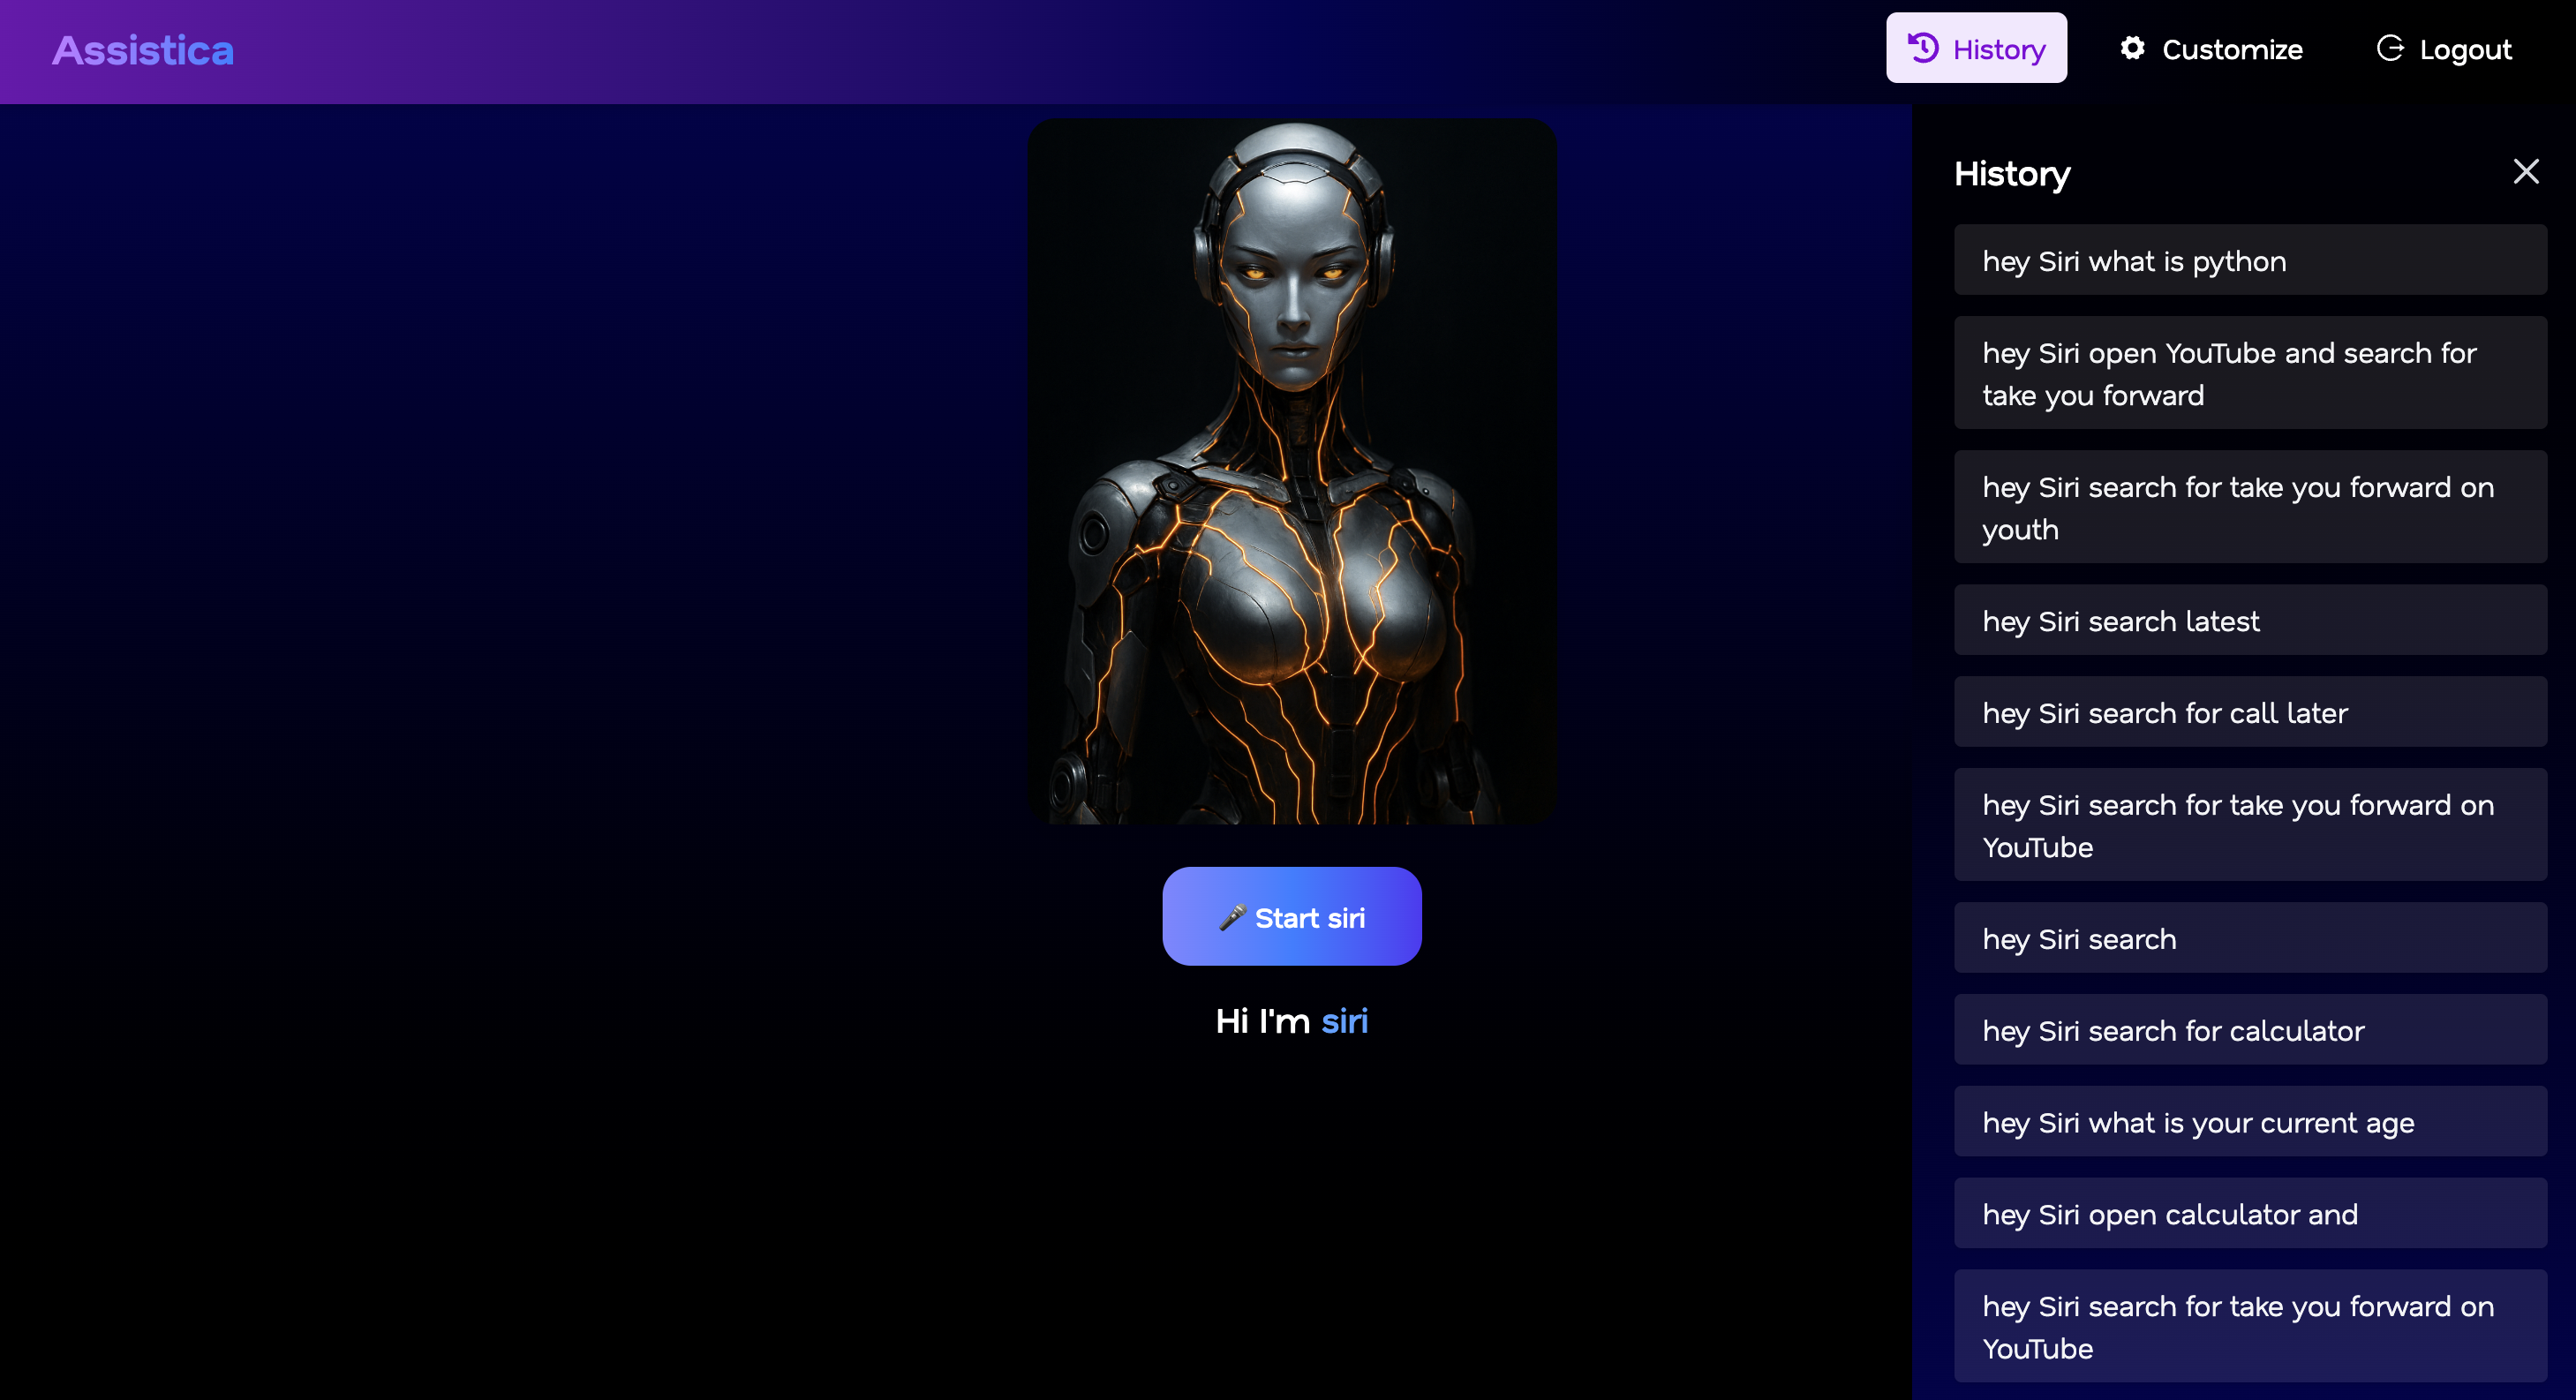 Assistica
History
Customize
Logout
🎤 Start siri
Hi I'm siri
History
hey Siri what is python
hey Siri open YouTube and search for
take you forward
hey Siri search for take you forward on
youth
hey Siri search latest
hey Siri search for call later
hey Siri search for take you forward on
YouTube
hey Siri search
hey Siri search for calculator
hey Siri what is your current age
hey Siri open calculator and
hey Siri search for take you forward on
YouTube